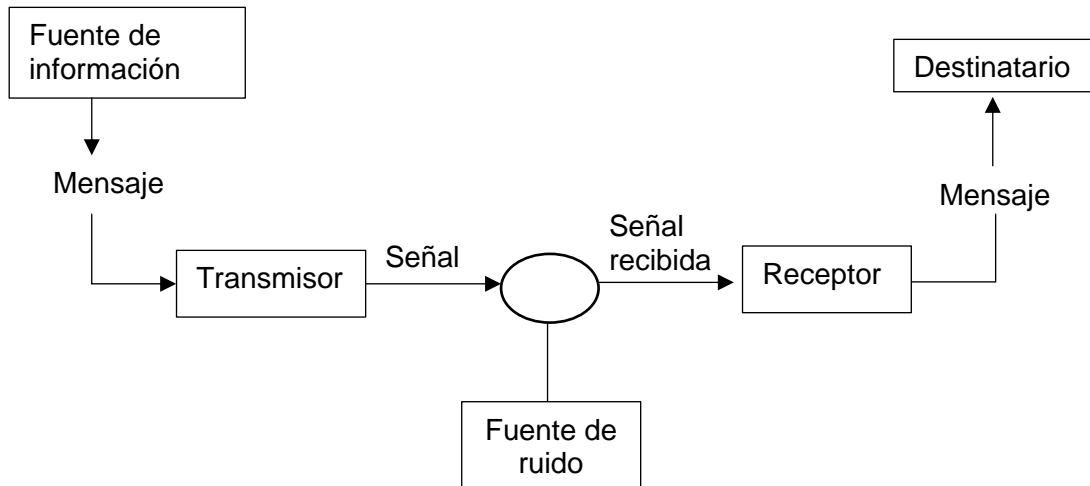 Fuente de
información
Destinatario
Mensaje
Mensaje
Transmisor
Señal
Señal
recibida
Receptor
Fuente de
ruido